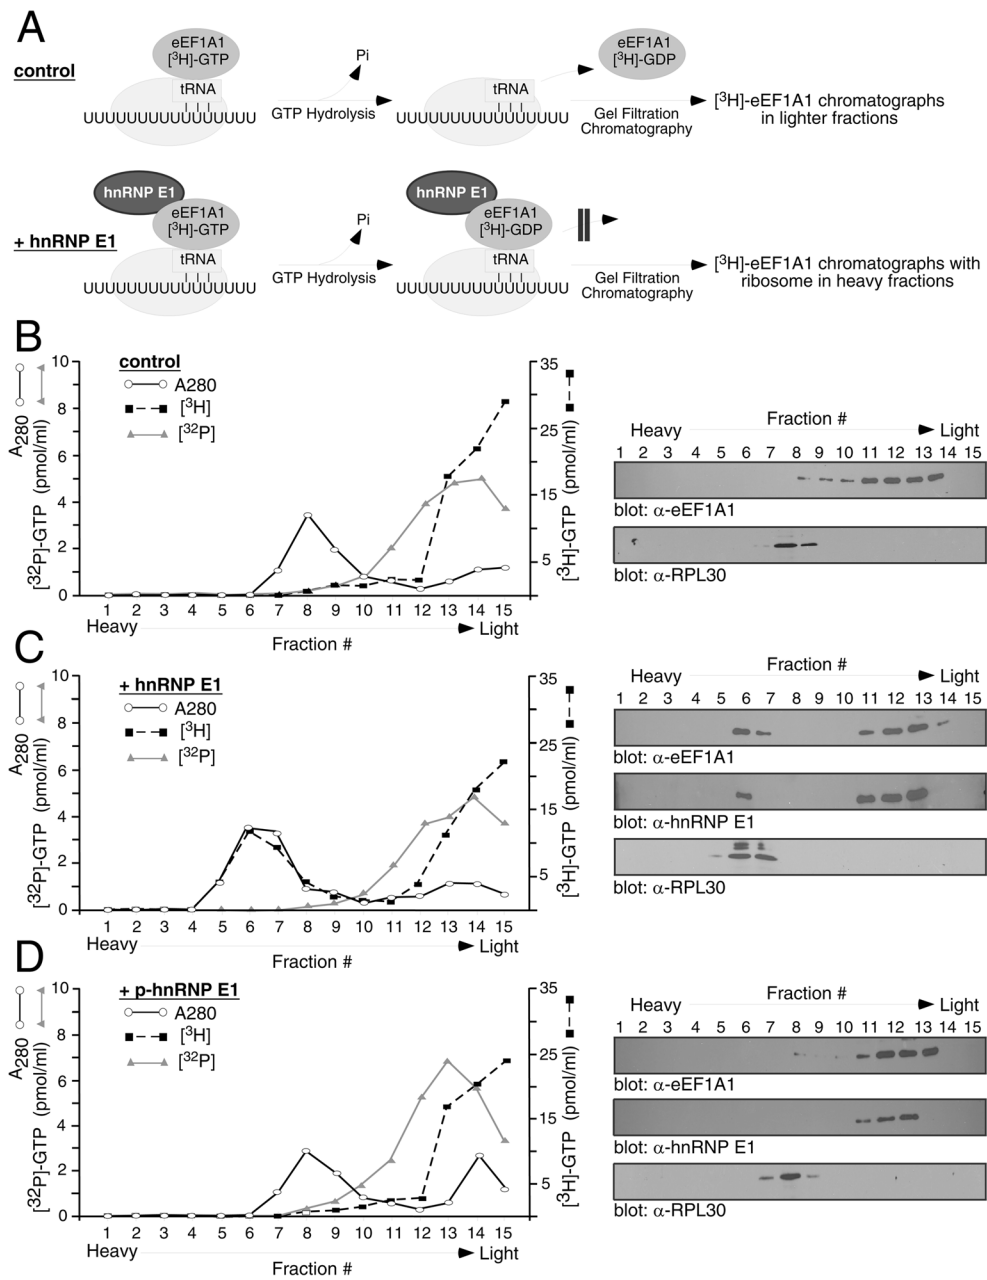 A
control
eEF1A1
[³H]-GTP
tRNA
UUUUUUUUUUUUUUUU
Pi
GTP Hydrolysis
tRNA
UUUUUUUUUUUUUUUU
eEF1A1
[³H]-GDP
Gel Filtration
Chromatography
[³H]-eEF1A1 chromatographs
in lighter fractions
+ hnRNP E1
hnRNP E1
eEF1A1
[³H]-GTP
tRNA
UUUUUUUUUUUUUUUU
Pi
GTP Hydrolysis
hnRNP E1
eEF1A1
[³H]-GDP
tRNA
UUUUUUUUUUUUUUUU
Gel Filtration
Chromatography
[³H]-eEF1A1 chromatographs with
ribosome in heavy fractions
B
control
A280
[³H]
[³²P]
A280
[³²P]-GTP (pmol/ml)
10
8
6
4
2
0
35
25
15
5
[³H]-GTP (pmol/ml)
1 2 3 4 5 6 7 8 9 10 11 12 13 14 15
Heavy Light
Fraction #
Fraction #
Heavy Light
1 2 3 4 5 6 7 8 9 10 11 12 13 14 15
blot: α-eEF1A1
blot: α-RPL30
C
+ hnRNP E1
A280
[³H]
[³²P]
A280
[³²P]-GTP (pmol/ml)
10
8
6
4
2
0
35
25
15
5
[³H]-GTP (pmol/ml)
1 2 3 4 5 6 7 8 9 10 11 12 13 14 15
Heavy Light
Fraction #
Fraction #
Heavy Light
1 2 3 4 5 6 7 8 9 10 11 12 13 14 15
blot: α-eEF1A1
blot: α-hnRNP E1
blot: α-RPL30
D
+ p-hnRNP E1
A280
[³H]
[³²P]
A280
[³²P]-GTP (pmol/ml)
10
8
6
4
2
0
35
25
15
5
[³H]-GTP (pmol/ml)
1 2 3 4 5 6 7 8 9 10 11 12 13 14 15
Heavy Light
Fraction #
Fraction #
Heavy Light
1 2 3 4 5 6 7 8 9 10 11 12 13 14 15
blot: α-eEF1A1
blot: α-hnRNP E1
blot: α-RPL30